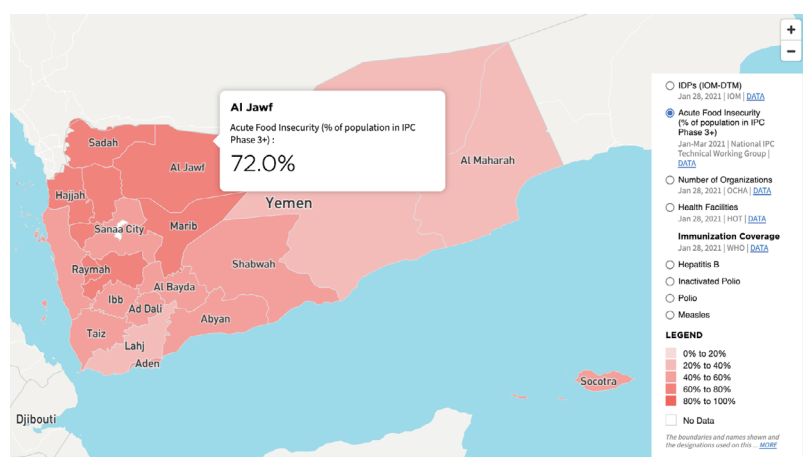 +
−
Al Jawf
Acute Food Insecurity (% of population in IPC
Phase 3+) :
72.0%
Sadah
Al Jawf
Al Maharah
Hajjah
Yemen
Sanaa City
Marib
Raymah
Shabwah
Al Bayda
Ibb
Ad Dali
Abyan
Taiz
Lahj
Aden
Socotra
Djibouti
IDPs (IOM-DTM)
Jan 28, 2021 | IOM | DATA
Acute Food Insecurity
(% of population in IPC
Phase 3+)
Jan-Mar 2021 | National IPC
Technical Working Group |
DATA
Number of Organizations
Jan 28, 2021 | OCHA | DATA
Health Facilities
Jan 28, 2021 | HOT | DATA
Immunization Coverage
Jan 28, 2021 | WHO | DATA
Hepatitis B
Inactivated Polio
Polio
Measles
LEGEND
0% to 20%
20% to 40%
40% to 60%
60% to 80%
80% to 100%
No Data
The boundaries and names shown and
the designations used on this ... MORE